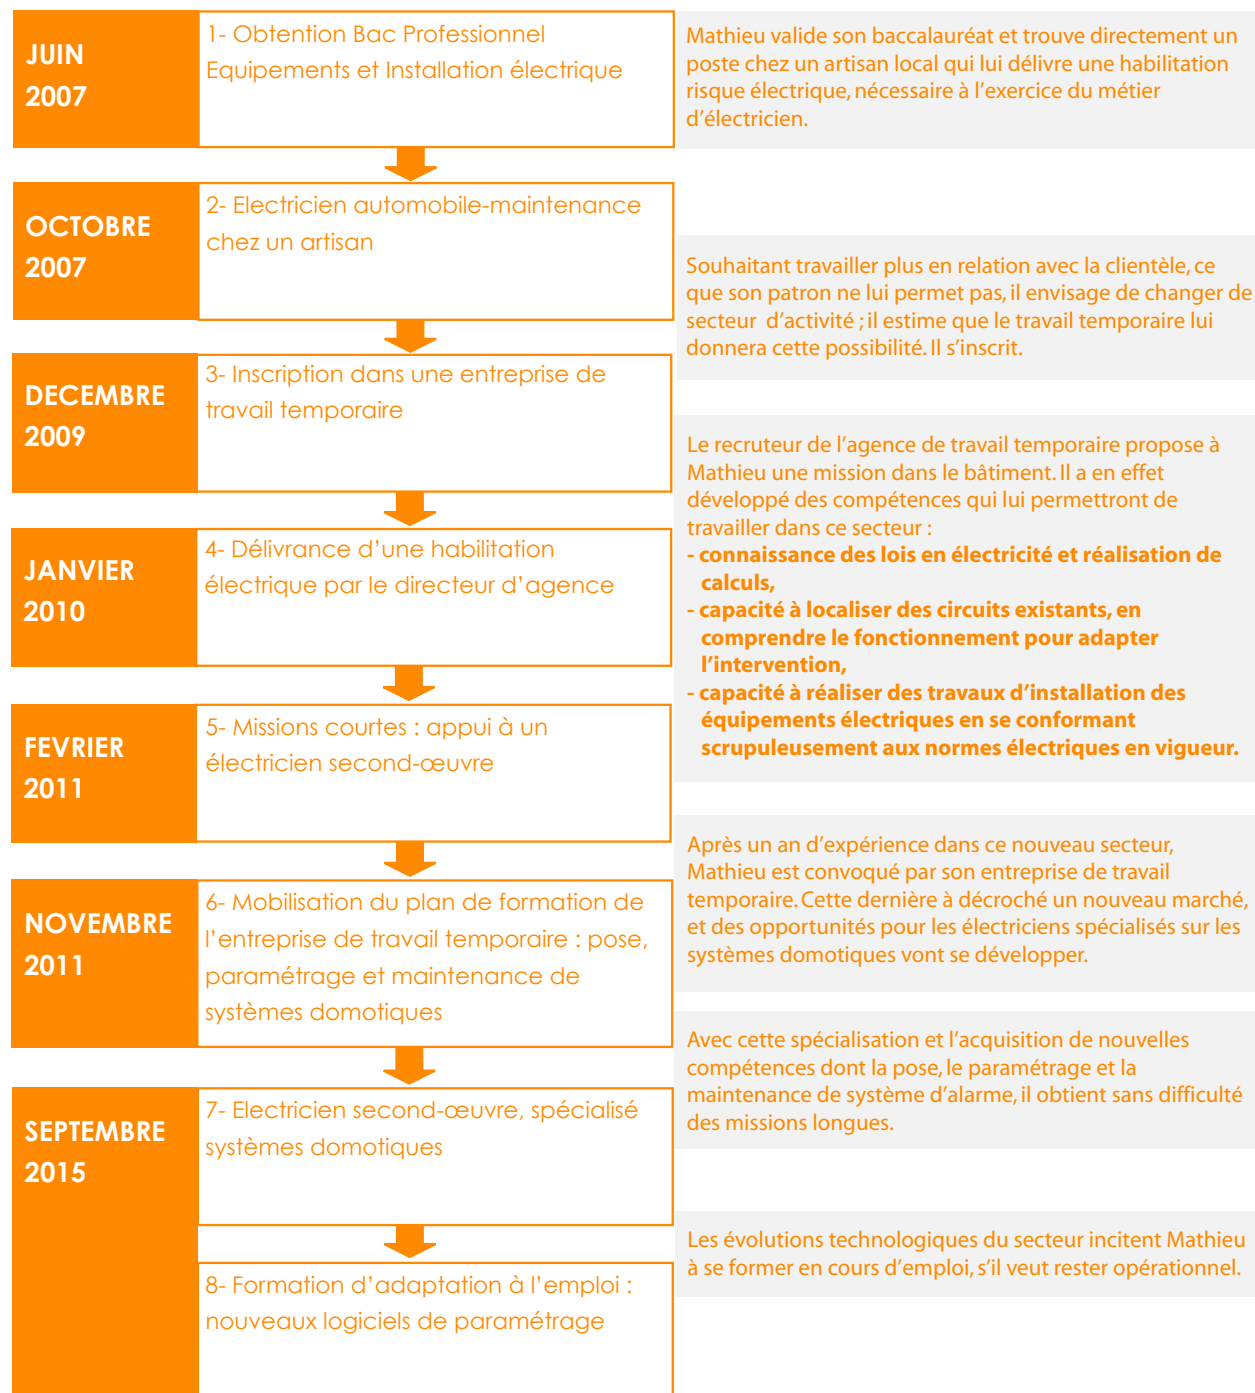 JUIN
2007
1- Obtention Bac Professionnel
Equipements et Installation électrique
Mathieu valide son baccalauréat et trouve directement un
poste chez un artisan local qui lui délivre une habilitation
risque électrique, nécessaire à l’exercice du métier
d’électricien.
OCTOBRE
2007
2- Electricien automobile-maintenance
chez un artisan
Souhaitant travailler plus en relation avec la clientèle, ce
que son patron ne lui permet pas, il envisage de changer de
secteur d’activité ; il estime que le travail temporaire lui
donnera cette possibilité. Il s’inscrit.
DECEMBRE
2009
3- Inscription dans une entreprise de
travail temporaire
Le recruteur de l’agence de travail temporaire propose à
Mathieu une mission dans le bâtiment. Il a en effet
développé des compétences qui lui permettront de
travailler dans ce secteur :
- connaissance des lois en électricité et réalisation de
calculs,
- capacité à localiser des circuits existants, en
comprendre le fonctionnement pour adapter
l’intervention,
- capacité à réaliser des travaux d’installation des
équipements électriques en se conformant
scrupuleusement aux normes électriques en vigueur.
JANVIER
2010
4- Délivrance d’une habilitation
électrique par le directeur d’agence
FEVRIER
2011
5- Missions courtes : appui à un
électricien second-œuvre
Après un an d’expérience dans ce nouveau secteur,
Mathieu est convoqué par son entreprise de travail
temporaire. Cette dernière à décroché un nouveau marché,
et des opportunités pour les électriciens spécialisés sur les
systèmes domotiques vont se développer.
NOVEMBRE
2011
6- Mobilisation du plan de formation de
l’entreprise de travail temporaire : pose,
paramétrage et maintenance de
systèmes domotiques
Avec cette spécialisation et l’acquisition de nouvelles
compétences dont la pose, le paramétrage et la
maintenance de système d’alarme, il obtient sans difficulté
des missions longues.
SEPTEMBRE
2015
7- Electricien second-œuvre, spécialisé
systèmes domotiques
Les évolutions technologiques du secteur incitent Mathieu
à se former en cours d’emploi, s’il veut rester opérationnel.
8- Formation d’adaptation à l’emploi :
nouveaux logiciels de paramétrage